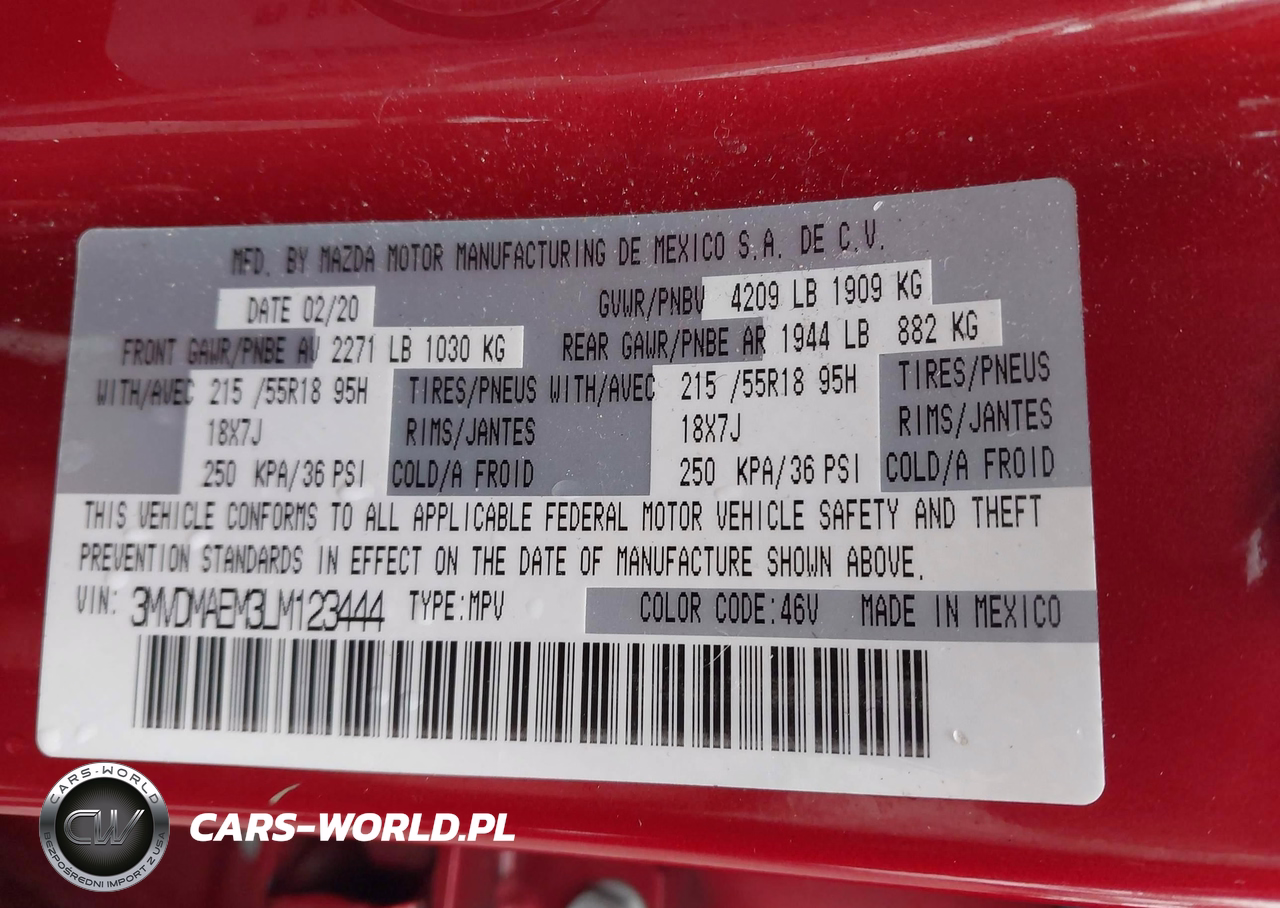 MFD. BY MAZDA MOTOR MANUFACTURING DE MEXICO S.A. DE C.V.
DATE 02/20 GVWR/PNBV 4209 LB 1909 KG
FRONT GAWR/PNBE AV 2271 LB 1030 KG REAR GAWR/PNBE AR 1944 LB 882 KG
WITH/AVEC 215 /55R18 95H TIRES/PNEUS WITH/AVEC 215 /55R18 95H TIRES/PNEUS
18X7J RIMS/JANTES 18X7J RIMS/JANTES
250 KPA/36 PSI COLD/A FROID 250 KPA/36 PSI COLD/A FROID
THIS VEHICLE CONFORMS TO ALL APPLICABLE FEDERAL MOTOR VEHICLE SAFETY AND THEFT
PREVENTION STANDARDS IN EFFECT ON THE DATE OF MANUFACTURE SHOWN ABOVE.
VIN: 3MVDMAEM3LM123444 TYPE:MPV COLOR CODE:46V MADE IN MEXICO
CARS-WORLD
CW
BEZPOŚREDNI IMPORT Z USA
CARS-WORLD.PL